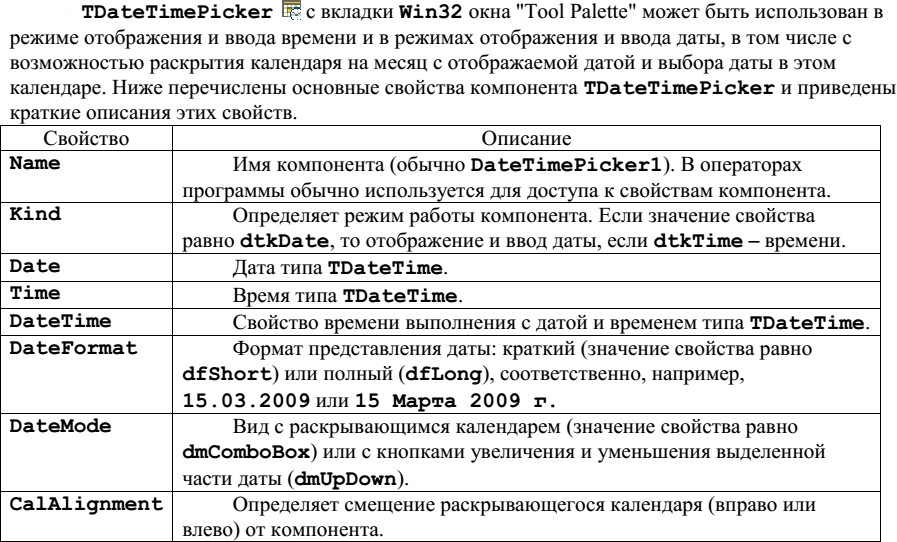 TDateTimePicker с вкладки Win32 окна "Tool Palette" может быть использован в
режиме отображения и ввода времени и в режимах отображения и ввода даты, в том числе с
возможностью раскрытия календаря на месяц с отображаемой датой и выбора даты в этом
календаре. Ниже перечислены основные свойства компонента TDateTimePicker и приведены
краткие описания этих свойств.
Свойство Описание
Name Имя компонента (обычно DateTimePicker1). В операторах
программы обычно используется для доступа к свойствам компонента.
Kind Определяет режим работы компонента. Если значение свойства
равно dtkDate, то отображение и ввод даты, если dtkTime – времени.
Date Дата типа TDateTime.
Time Время типа TDateTime.
DateTime Свойство времени выполнения с датой и временем типа TDateTime.
DateFormat Формат представления даты: краткий (значение свойства равно
dfShort) или полный (dfLong), соответственно, например,
15.03.2009 или 15 Марта 2009 г.
DateMode Вид с раскрывающимся календарем (значение свойства равно
dmComboBox) или с кнопками увеличения и уменьшения выделенной
части даты (dmUpDown).
CalAlignment Определяет смещение раскрывающегося календаря (вправо или
влево) от компонента.